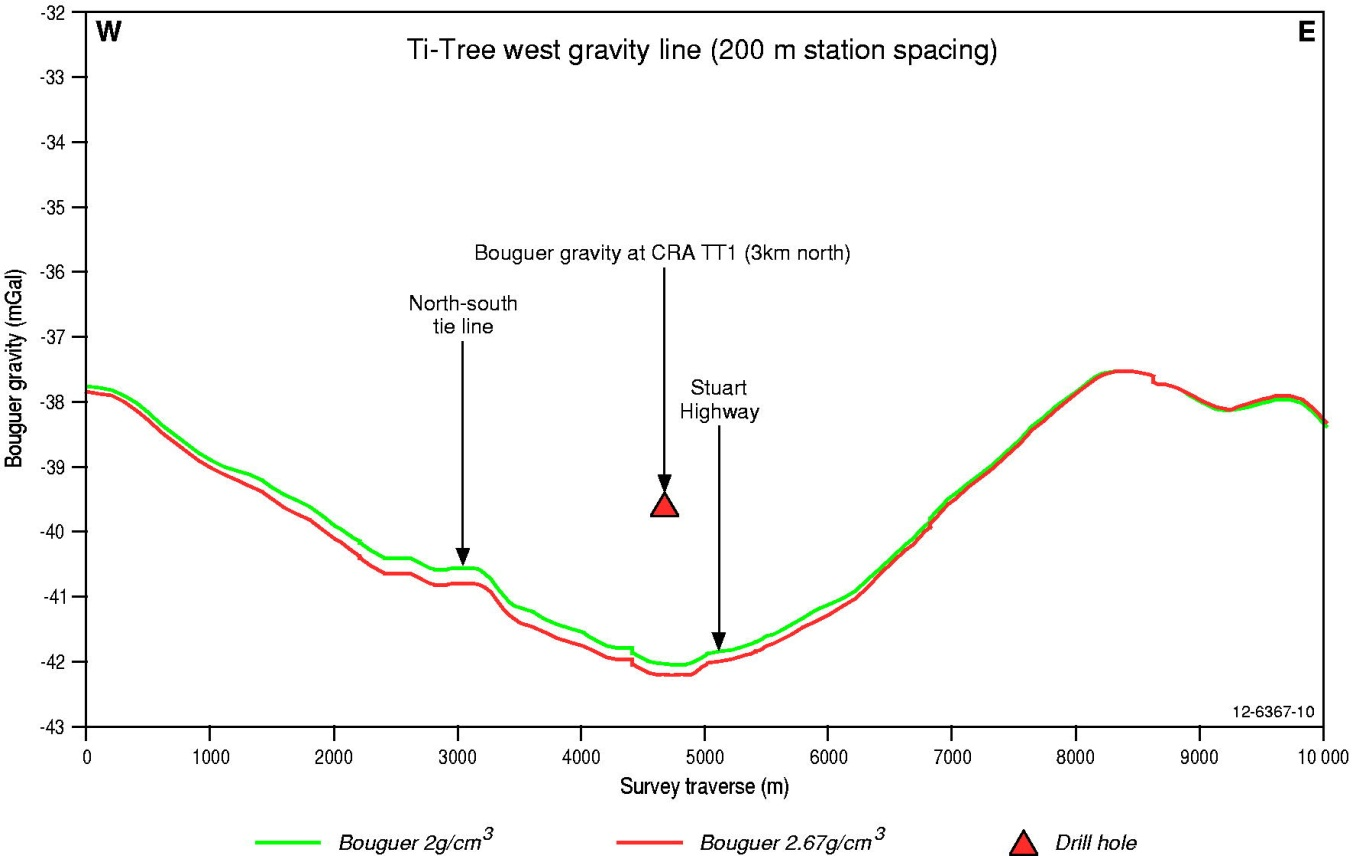 W
E
Ti-Tree west gravity line (200 m station spacing)
-32
-33
-34
-35
-36
-37
-38
-39
-40
-41
-42
-43
Bouguer gravity (mGal)
Bouguer gravity at CRA TT1 (3km north)
North-south
tie line
Stuart
Highway
12-6367-10
0 1000 2000 3000 4000 5000 6000 7000 8000 9000 10 000
Survey traverse (m)
Bouguer 2g/cm³ Bouguer 2.67g/cm³ Drill hole